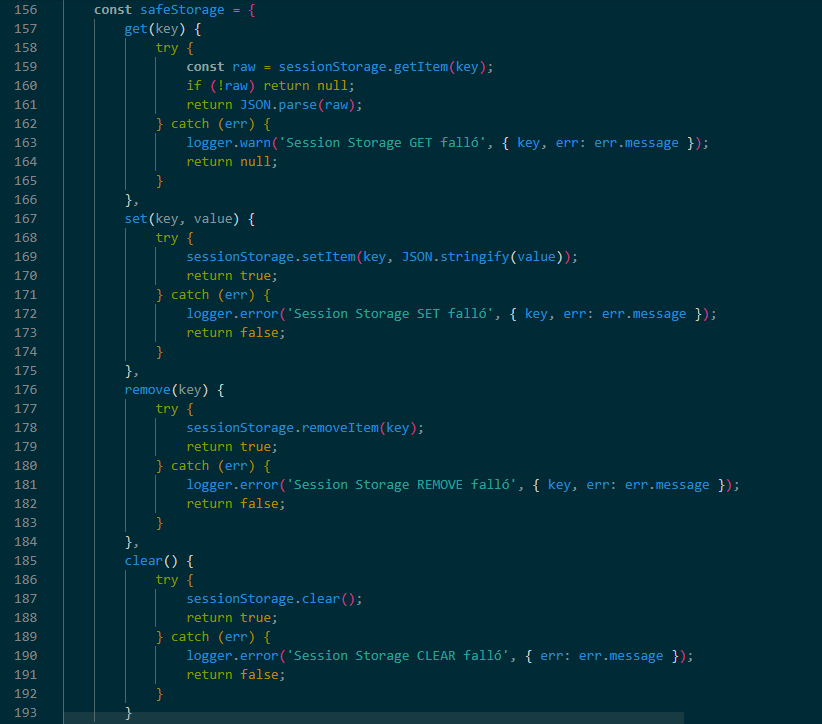 156 const safeStorage = {
157 get(key) {
158 try {
159 const raw = sessionStorage.getItem(key);
160 if (!raw) return null;
161 return JSON.parse(raw);
162 } catch (err) {
163 logger.warn('Session Storage GET falló', { key, err: err.message });
164 return null;
165 }
166 },
167 set(key, value) {
168 try {
169 sessionStorage.setItem(key, JSON.stringify(value));
170 return true;
171 } catch (err) {
172 logger.error('Session Storage SET falló', { key, err: err.message });
173 return false;
174 }
175 },
176 remove(key) {
177 try {
178 sessionStorage.removeItem(key);
179 return true;
180 } catch (err) {
181 logger.error('Session Storage REMOVE falló', { key, err: err.message });
182 return false;
183 }
184 },
185 clear() {
186 try {
187 sessionStorage.clear();
188 return true;
189 } catch (err) {
190 logger.error('Session Storage CLEAR falló', { err: err.message });
191 return false;
192 }
193 }